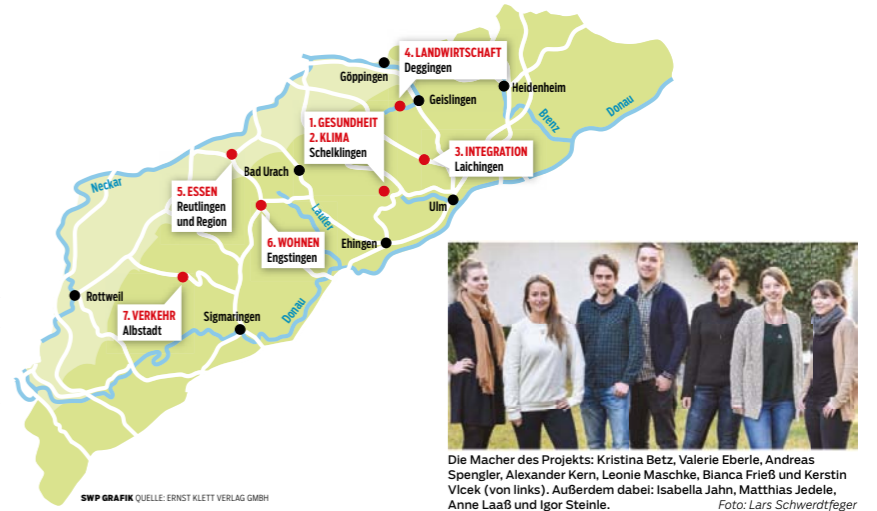 4. LANDWIRTSCHAFT
Deggingen
Göppingen
Geislingen
Heidenheim
Brenz
Donau
1. GESUNDHEIT
2. KLIMA
Schelklingen
3. INTEGRATION
Laichingen
Neckar
Bad Urach
5. ESSEN
Reutlingen
und Region
Lauter
Ulm
6. WOHNEN
Engstingen
Ehingen
Rottweil
7. VERKEHR
Albstadt
Sigmaringen
Donau
SWP GRAFIK QUELLE: ERNST KLETT VERLAG GMBH
Die Macher des Projekts: Kristina Betz, Valerie Eberle, Andreas
Spengler, Alexander Kern, Leonie Maschke, Bianca Frieß und Kerstin
Vlcek (von links). Außerdem dabei: Isabella Jahn, Matthias Jedele,
Anne Laaß und Igor Steinle. Foto: Lars Schwerdtfeger